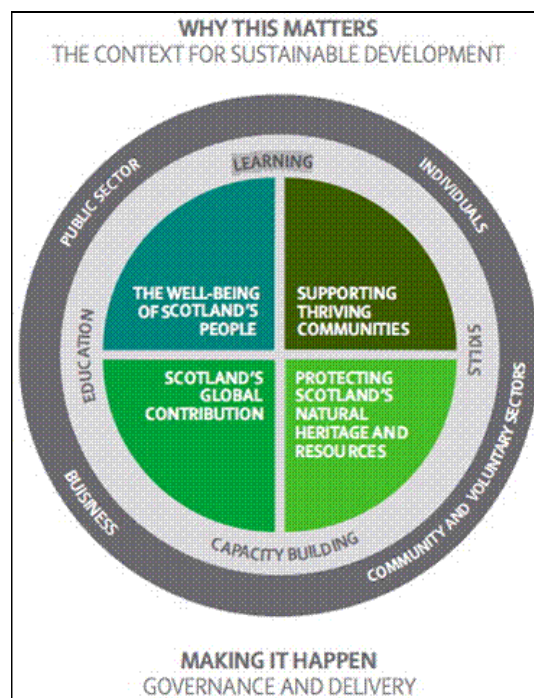 WHY THIS MATTERS
THE CONTEXT FOR SUSTAINABLE DEVELOPMENT
PUBLIC SECTOR
LEARNING
INDIVIDUALS
THE WELL-BEING
OF SCOTLAND'S
PEOPLE
SUPPORTING
THRIVING
COMMUNITIES
EDUCATION
SKILLS
SCOTLAND'S
GLOBAL
CONTRIBUTION
PROTECTING
SCOTLAND'S
NATURAL
HERITAGE AND
RESOURCES
BUISINESS
CAPACITY BUILDING
COMMUNITY AND VOLUNTARY SECTORS
MAKING IT HAPPEN
GOVERNANCE AND DELIVERY